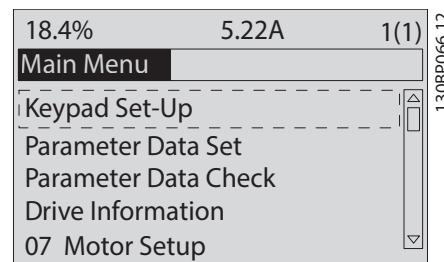 18.4% 5.22A 1(1)
Main Menu
Keypad Set-Up
Parameter Data Set
Parameter Data Check
Drive Information
07 Motor Setup
130BP066.12